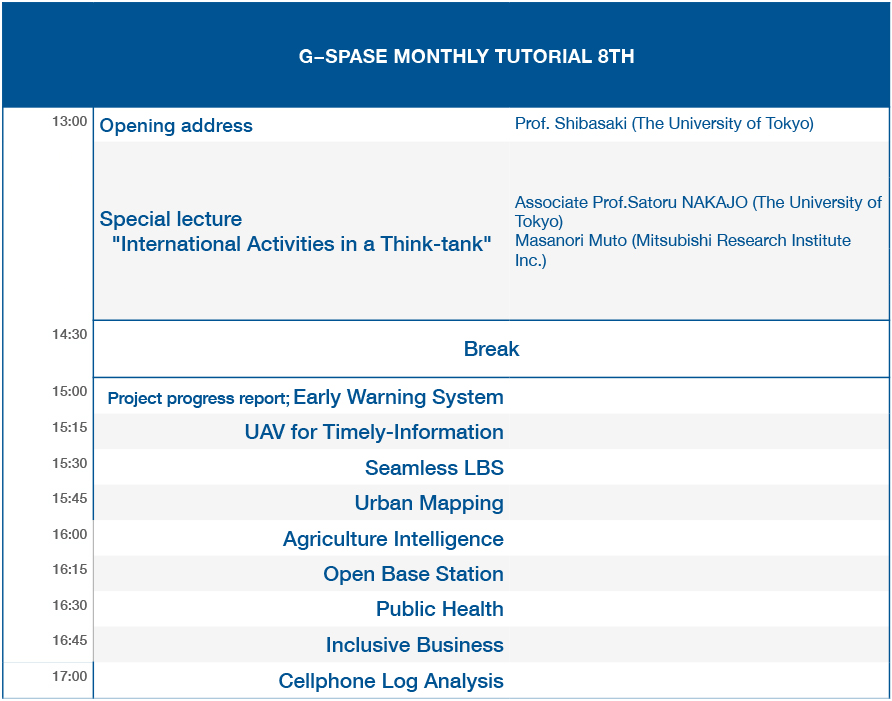 G–SPASE MONTHLY TUTORIAL 8TH
13:00 Opening address Prof. Shibasaki (The University of Tokyo)
Special lecture
"International Activities in a Think-tank"
Associate Prof.Satoru NAKAJO (The University of
Tokyo)
Masanori Muto (Mitsubishi Research Institute
Inc.)
14:30 Break
15:00 Project progress report; Early Warning System
15:15 UAV for Timely-Information
15:30 Seamless LBS
15:45 Urban Mapping
16:00 Agriculture Intelligence
16:15 Open Base Station
16:30 Public Health
16:45 Inclusive Business
17:00 Cellphone Log Analysis